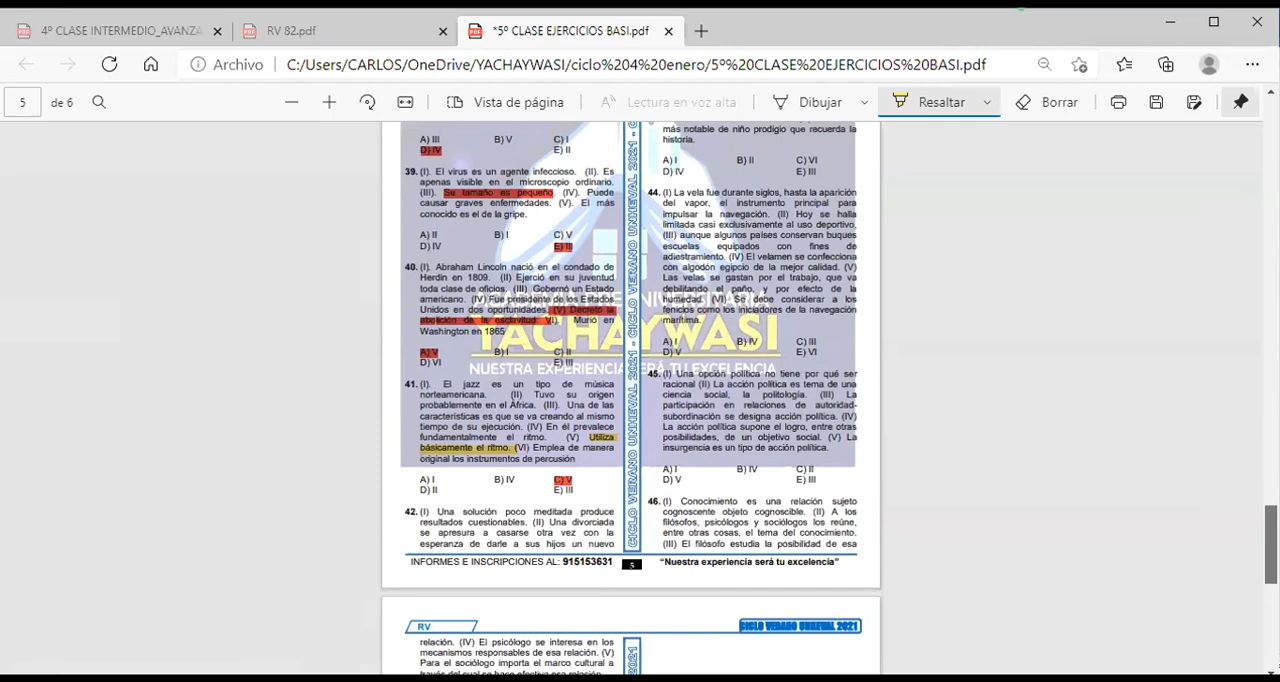 4º CLASE INTERMEDIO_AVANZA
RV 82.pdf
*5º CLASE EJERCICIOS BASI.pdf
Archivo
C:/Users/CARLOS/OneDrive/YACHAYWASI/ciclo%204%20enero/5º%20CLASE%20EJERCICIOS%20BASI.pdf
5
de 6
Vista de página
Lectura en voz alta
Dibujar
Resaltar
Borrar
A) III B) V C) I
D) IV E) II
39. (I). El virus es un agente infeccioso. (II). Es
apenas visible en el microscopio ordinario.
(III). Se tamaño es pequeño. (IV). Puede
causar graves enfermedades. (V). El más
conocido es el de la gripe.
A) II B) I C) V
D) IV E) III
40. (I). Abraham Lincoln nació en el condado de
Herdín en 1809. (II) Ejerció en su juventud
toda clase de oficios. (III). Gobernó un Estado
americano. (IV) Fue presidente de los Estados
Unidos en dos oportunidades. (V) Decretó la
abolición de la esclavitud. VI). Murió en
Washington en 1865
A) V B) I C) II
D) VI E) III
41. (I). El jazz es un tipo de música
norteamericana. (II) Tuvo su origen
probablemente en el África. (III). Una de las
características es que se va creando al mismo
tiempo de su ejecución. (IV) En él prevalece
fundamentalmente el ritmo. (V) Utiliza
básicamente el ritmo. (VI) Emplea de manera
original los instrumentos de percusión
A) I B) IV C) V
D) II E) III
42. (I) Una solución poco meditada produce
resultados cuestionables. (II) Una divorciada
se apresura a casarse otra vez con la
esperanza de darle a sus hijos un nuevo
más notable de niño prodigio que recuerda la
historia.
A) I B) II C) VI
D) IV E) III
44. (I) La vela fue durante siglos, hasta la aparición
del vapor, el instrumento principal para
impulsar la navegación. (II) Hoy se halla
limitada casi exclusivamente al uso deportivo,
(III) aunque algunos países conservan buques
escuelas equipados con fines de
adiestramiento. (IV) El velamen se confecciona
con algodón egipcio de la mejor calidad. (V)
Las velas se gastan por el trabajo, que va
debilitando el paño, y por efecto de la
humedad. (VI) Se debe considerar a los
fenicios como los iniciadores de la navegación
marítima.
A) I B) IV C) III
D) V E) VI
45. (I) Una opción política no tiene por qué ser
racional (II) La acción política es tema de una
ciencia social, la politología. (III) La
participación en relaciones de autoridad-
subordinación se designa acción política. (IV)
La acción política supone el logro, entre otras
posibilidades, de un objetivo social. (V) La
insurgencia es un tipo de acción política.
A) I B) IV C) II
D) V E) III
46. (I) Conocimiento es una relación sujeto
cognoscente objeto cognoscible. (II) A los
filósofos, psicólogos y sociólogos los reúne,
entre otras cosas, el tema del conocimiento.
(III) El filósofo estudia la posibilidad de esa
CICLO VERANO UNHEVAL 2021 - CICLO VERANO UNHEVAL 2021
YACHAYWASI
NUESTRA EXPERIENCIA SERÁ TU EXCELENCIA
INFORMES E INSCRIPCIONES AL: 915153631
5
"Nuestra experiencia será tu excelencia"
RV
CICLO VERANO UNHEVAL 2021
relación. (IV) El psicólogo se interesa en los
mecanismos responsables de esa relación. (V)
Para el sociólogo importa el marco cultural a
través del cual se hace efectiva esa relación.
2021